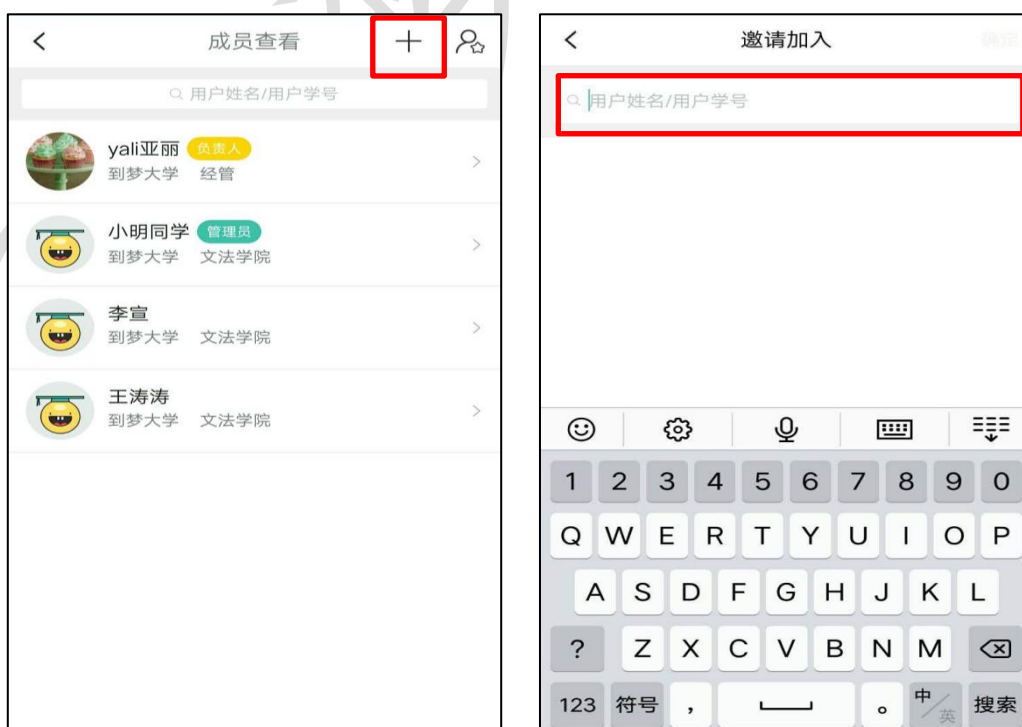 成员查看
用户姓名/用户学号
yali亚丽 负责人
到梦大学 经管
小明同学 管理员
到梦大学 文法学院
李宣
到梦大学 文法学院
王涛涛
到梦大学 文法学院
邀请加入 确定
用户姓名/用户学号
1 2 3 4 5 6 7 8 9 0
Q W E R T Y U I O P
A S D F G H J K L
? Z X C V B N M
123 符号 , 。 中/英 搜索